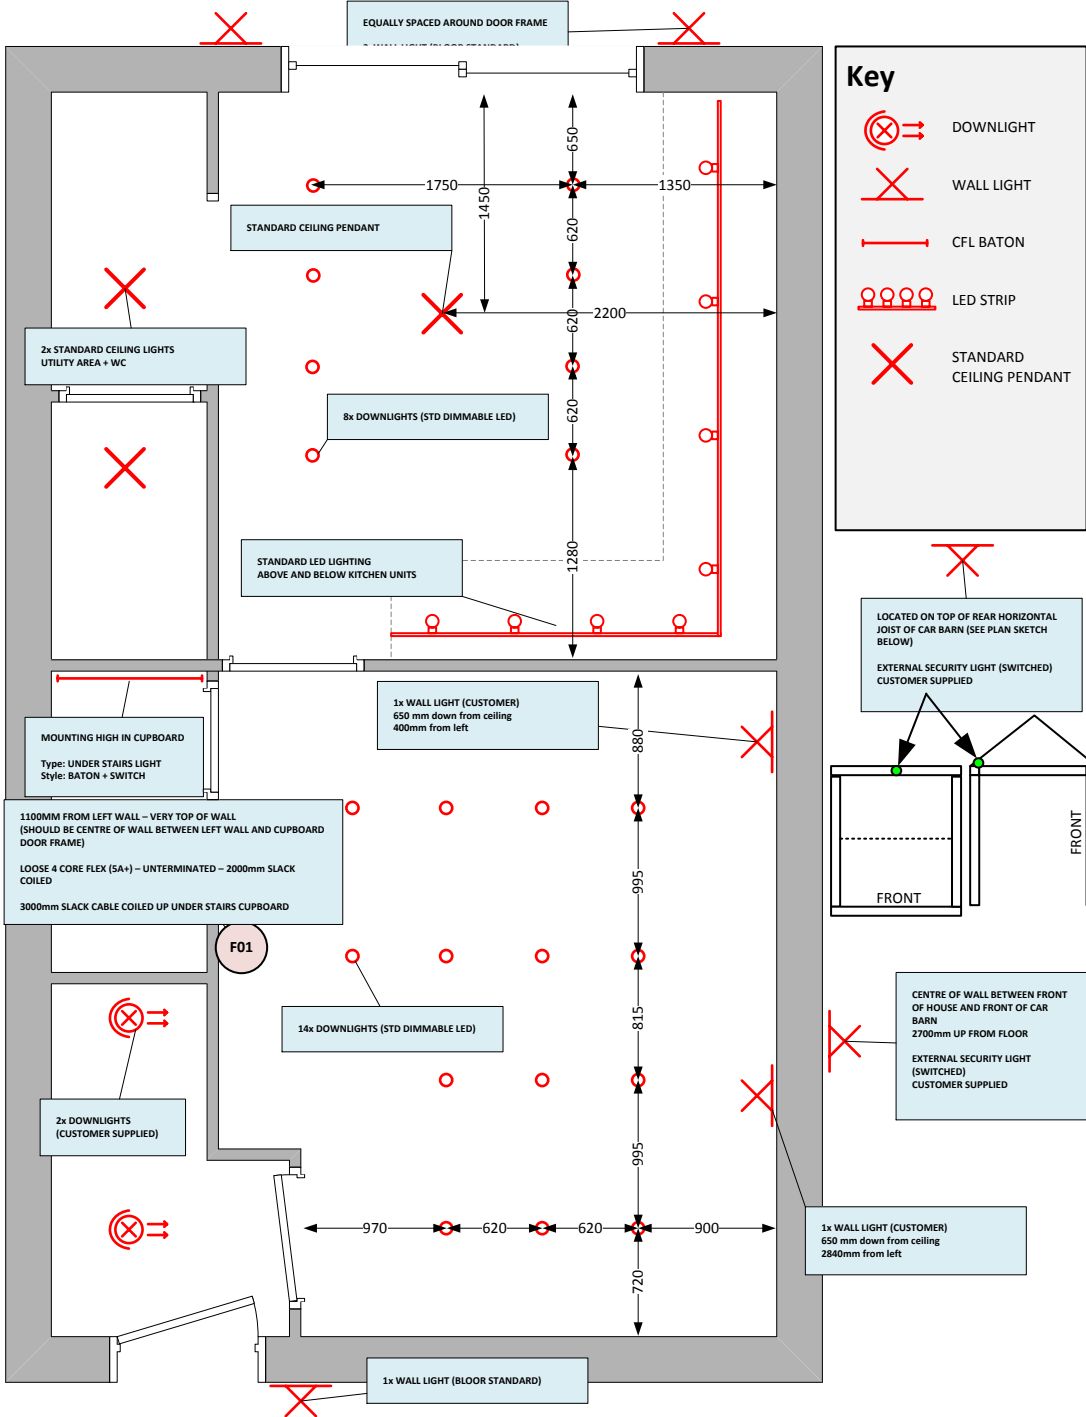 EQUALLY SPACED AROUND DOOR FRAME
2x WALL LIGHT (BLOOR STANDARD)
Key
DOWNLIGHT
WALL LIGHT
CFL BATON
LED STRIP
STANDARD
CEILING PENDANT
650
1750
1350
1450
STANDARD CEILING PENDANT
620
620
2200
2x STANDARD CEILING LIGHTS
UTILITY AREA + WC
8x DOWNLIGHTS (STD DIMMABLE LED)
620
STANDARD LED LIGHTING
ABOVE AND BELOW KITCHEN UNITS
1280
LOCATED ON TOP OF REAR HORIZONTAL
JOIST OF CAR BARN (SEE PLAN SKETCH
BELOW)
EXTERNAL SECURITY LIGHT (SWITCHED)
CUSTOMER SUPPLIED
1x WALL LIGHT (CUSTOMER)
650 mm down from ceiling
400mm from left
880
MOUNTING HIGH IN CUPBOARD
Type: UNDER STAIRS LIGHT
Style: BATON + SWITCH
1100MM FROM LEFT WALL – VERY TOP OF WALL
(SHOULD BE CENTRE OF WALL BETWEEN LEFT WALL AND CUPBOARD
DOOR FRAME)
LOOSE 4 CORE FLEX (5A+) – UNTERMINATED – 2000mm SLACK
COILED
3000mm SLACK CABLE COILED UP UNDER STAIRS CUPBOARD
995
FRONT
FRONT
F01
14x DOWNLIGHTS (STD DIMMABLE LED)
815
CENTRE OF WALL BETWEEN FRONT
OF HOUSE AND FRONT OF CAR
BARN
2700mm UP FROM FLOOR
EXTERNAL SECURITY LIGHT
(SWITCHED)
CUSTOMER SUPPLIED
2x DOWNLIGHTS
(CUSTOMER SUPPLIED)
995
970
620
620
900
1x WALL LIGHT (CUSTOMER)
650 mm down from ceiling
2840mm from left
720
1x WALL LIGHT (BLOOR STANDARD)